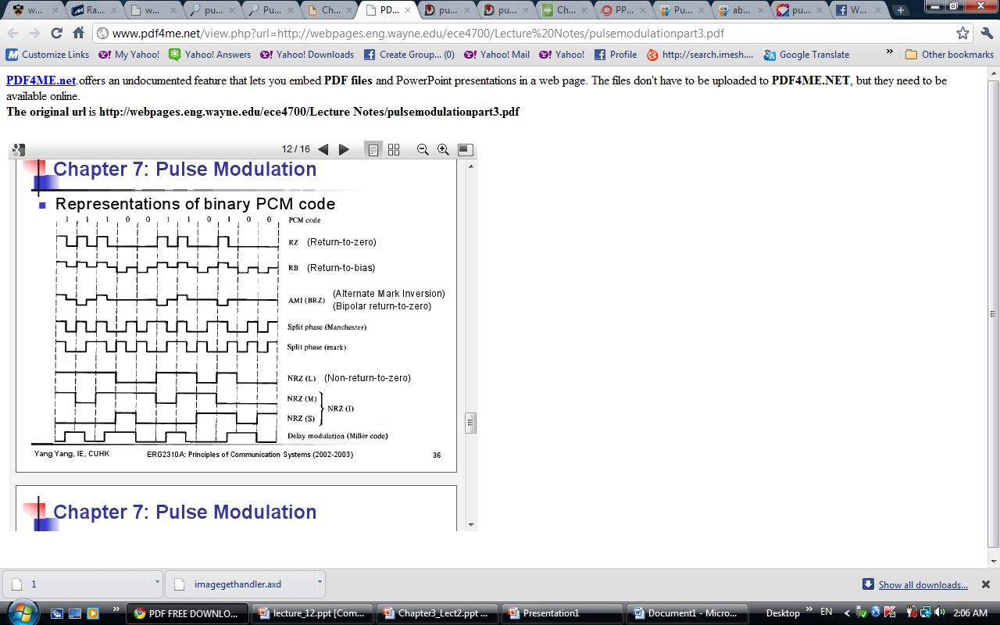 w...
Ra...
w...
pu...
Pu...
Ch...
PD...
pu...
pu...
Ch...
PP...
Pu...
ab...
pu...
W...
www.pdf4me.net/view.php?url=http://webpages.eng.wayne.edu/ece4700/Lecture%20Notes/pulsemodulationpart3.pdf
Customize Links My Yahoo! Yahoo! Answers Yahoo! Downloads Create Group... (0) Yahoo! Mail Yahoo! Profile http://search.imesh.... Google Translate » Other bookmarks
PDF4ME.net.offers an undocumented feature that lets you embed PDF files and PowerPoint presentations in a web page. The files don't have to be uploaded to PDF4ME.NET, but they need to be
available online.
The original url is http://webpages.eng.wayne.edu/ece4700/Lecture Notes/pulsemodulationpart3.pdf
12 / 16
Chapter 7: Pulse Modulation
Representations of binary PCM code
1 1 1 0 0 1 1 0 1 0 0 PCM code
RZ (Return-to-zero)
RB (Return-to-bias)
AMI (BRZ) (Alternate Mark Inversion)
(Bipolar return-to-zero)
Split phase (Manchester)
Split phase (mark)
NRZ (L) (Non-return-to-zero)
NRZ (M)
NRZ (I)
NRZ (S)
Delay modulation (Miller code)
Yang Yang, IE, CUHK ERG2310A: Principles of Communication Systems (2002-2003) 36
Chapter 7: Pulse Modulation
1 imagegethandler.axd Show all downloads...
PDF FREE DOWNLO... lecture_12.ppt [Com... Chapter3_Lect2.ppt ... Presentation1 Document1 - Micro... Desktop » EN 2:06 AM